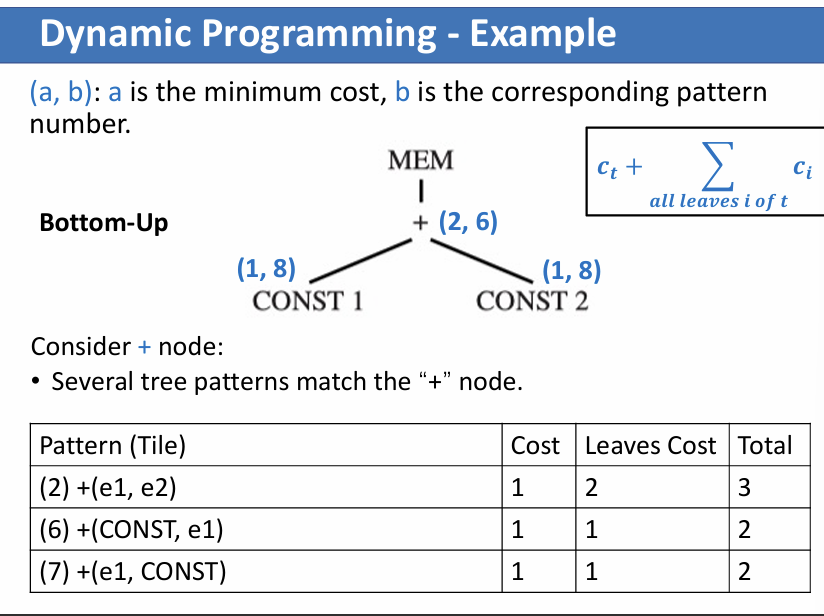 Dynamic Programming - Example
(a, b): a is the minimum cost, b is the corresponding pattern
number.
MEM
c_t + ∑ c_i
all leaves i of t
Bottom-Up
+ (2, 6)
(1, 8) (1, 8)
CONST 1 CONST 2
Consider + node:
• Several tree patterns match the “+” node.
Pattern (Tile) Cost Leaves Cost Total
(2) +(e1, e2) 1 2 3
(6) +(CONST, e1) 1 1 2
(7) +(e1, CONST) 1 1 2